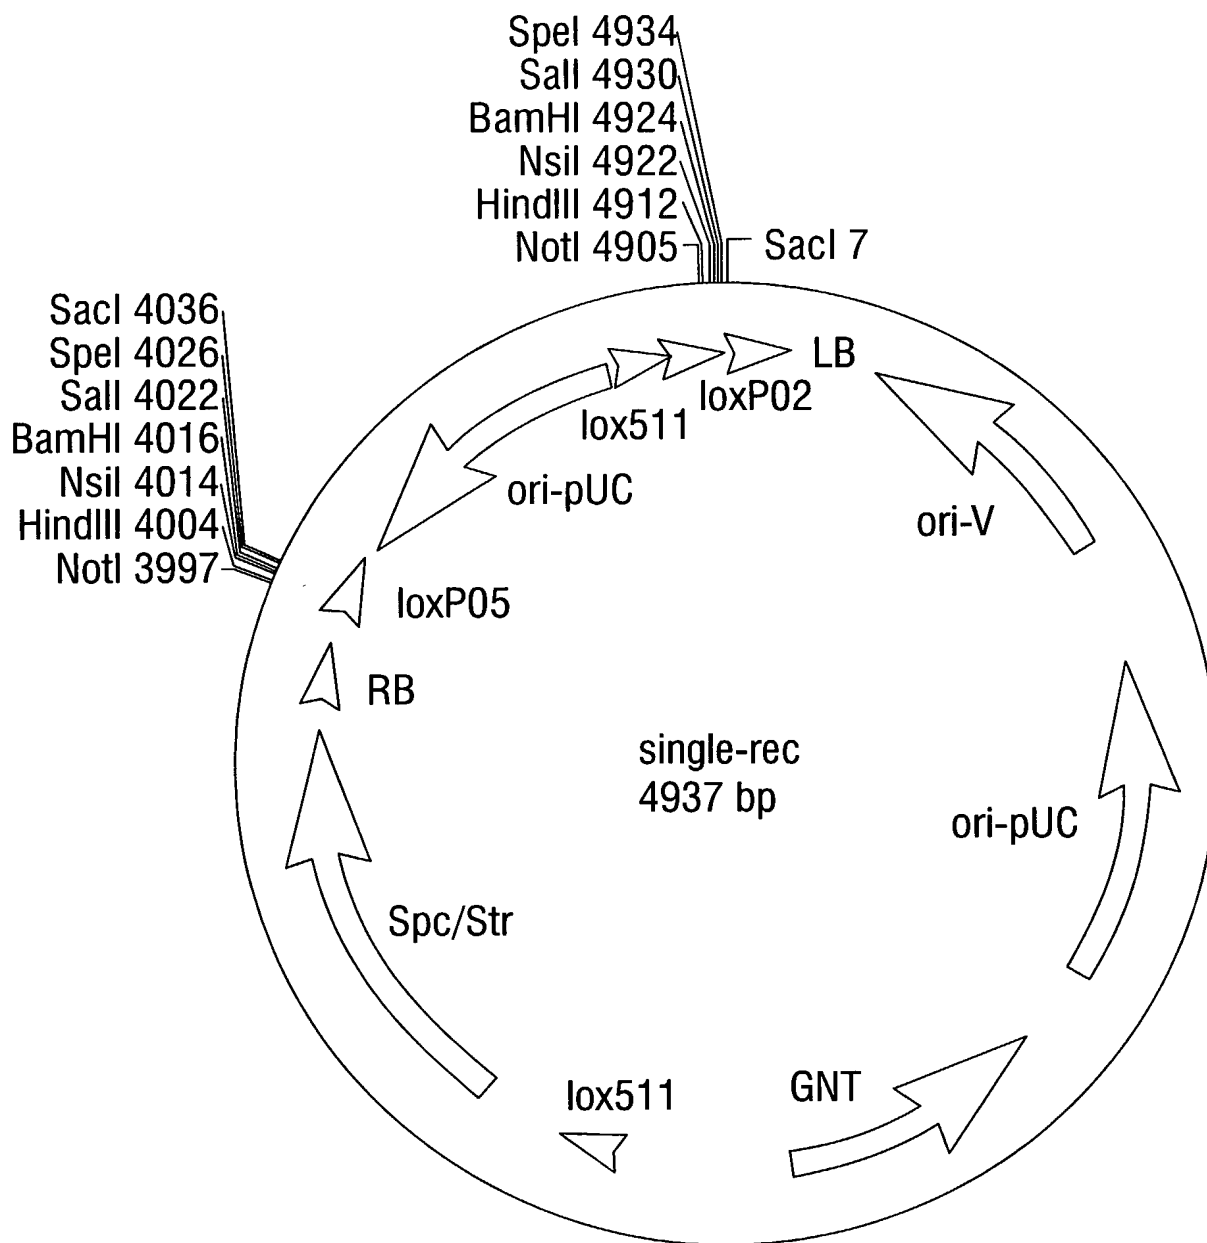 SpeI 4934
SalI 4930
BamHI 4924
NsiI 4922
HindIII 4912
NotI 4905
SacI 7
SacI 4036
SpeI 4026
SalI 4022
BamHI 4016
NsiI 4014
HindIII 4004
NotI 3997
LB
loxP02
lox511
ori-pUC
ori-V
loxP05
RB
single-rec
4937 bp
ori-pUC
Spc/Str
lox511
GNT